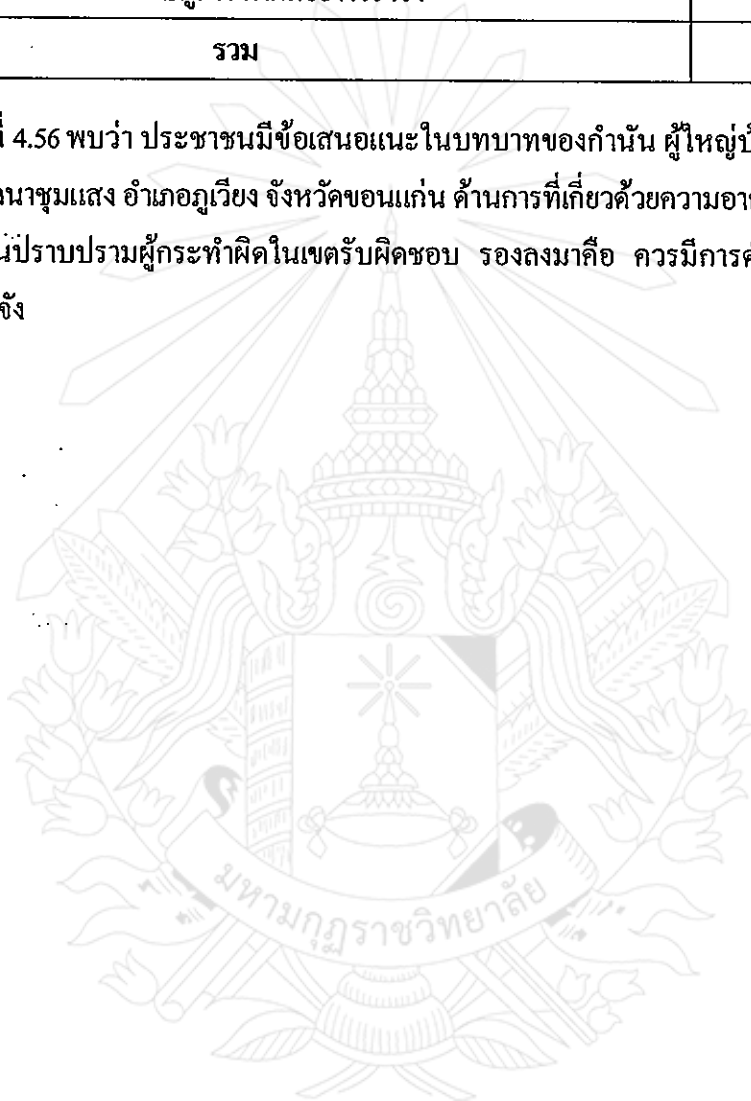 รวม
ที่ 4.56 พบว่า ประชาชนมีข้อเสนอแนะในบทบาทของกำนัน ผู้ใหญ่บ้
นาชุมแสง อำเภอภูเวียง จังหวัดขอนแก่น ด้านการที่เกี่ยวด้วยความอา
ปราบปรามผู้กระทำผิดในเขตรับผิดชอบ รองลงมาคือ ควรมีการ
จัง
มหามกุฏราชวิทยาลัย